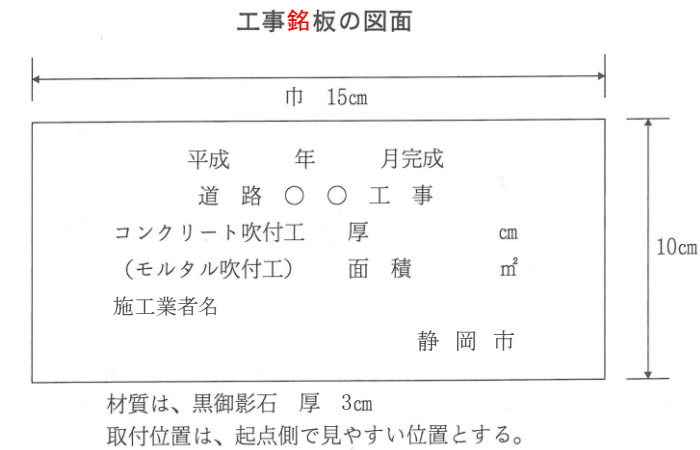 工事銘板の図面
巾　15㎝
平成　　　年　　　月完成
道　路　○　○　工　事
コンクリート吹付工　　厚　　　　　　㎝
（モルタル吹付工）　　面　積　　　　㎡
10㎝
施工業者名
静　岡　市
材質は、黒御影石　厚　3㎝
取付位置は、起点側で見やすい位置とする。